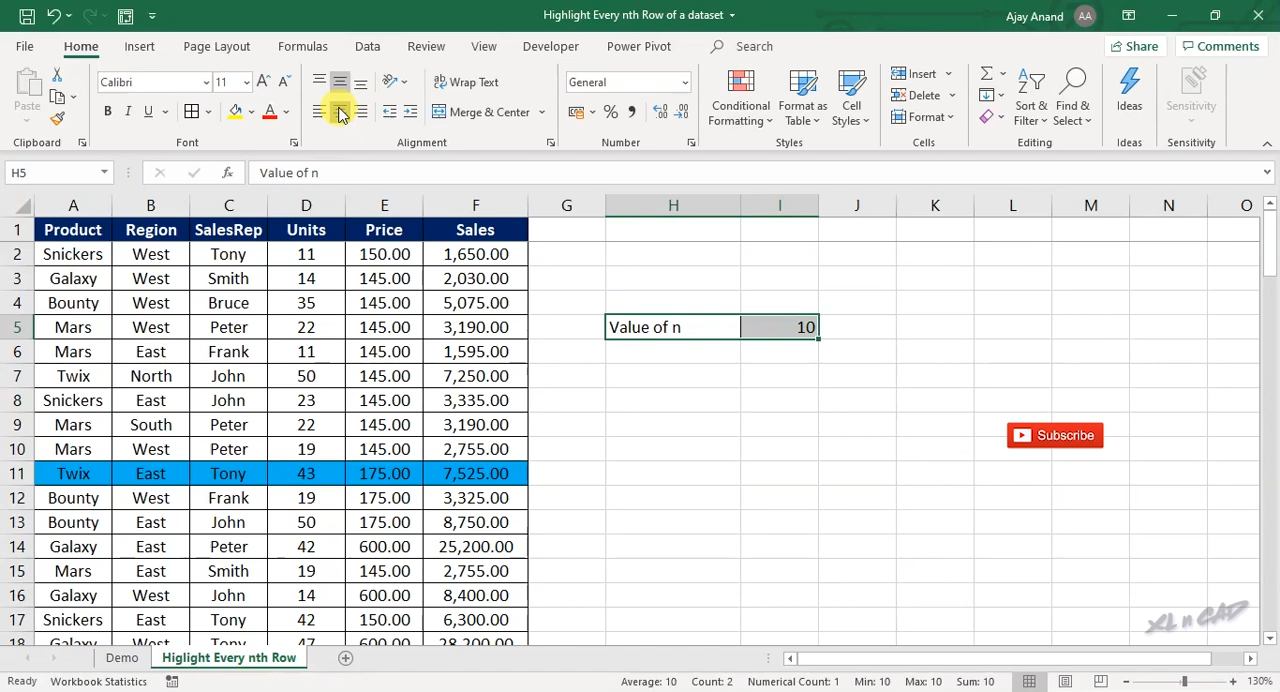 Highlight Every nth Row of a dataset
Ajay Anand AA
File Home Insert Page Layout Formulas Data Review View Developer Power Pivot Search Share Comments
Paste
Calibri 11
Wrap Text
General
Merge & Center
Conditional Formatting
Format as Table
Cell Styles
Insert
Delete
Format
Sort & Filter
Find & Select
Ideas
Sensitivity
Clipboard Font Alignment Number Styles Cells Editing Ideas Sensitivity
H5 fx Value of n
A B C D E F G H I J K L M N O
1 Product Region SalesRep Units Price Sales
2 Snickers West Tony 11 150.00 1,650.00
3 Galaxy West Smith 14 145.00 2,030.00
4 Bounty West Bruce 35 145.00 5,075.00
5 Mars West Peter 22 145.00 3,190.00 Value of n 10
6 Mars East Frank 11 145.00 1,595.00
7 Twix North John 50 145.00 7,250.00
8 Snickers East John 23 145.00 3,335.00
9 Mars South Peter 22 145.00 3,190.00
Subscribe
10 Mars West Peter 19 145.00 2,755.00
11 Twix East Tony 43 175.00 7,525.00
12 Bounty West Frank 19 175.00 3,325.00
13 Bounty East John 50 175.00 8,750.00
14 Galaxy East Peter 42 600.00 25,200.00
15 Mars East Smith 19 145.00 2,755.00
16 Galaxy West John 14 600.00 8,400.00
17 Snickers East Tony 42 150.00 6,300.00
18 Galaxy West Tony 47 600.00 28,200.00
XL n CAD
Demo Higlight Every nth Row
Ready Workbook Statistics Average: 10 Count: 2 Numerical Count: 1 Min: 10 Max: 10 Sum: 10 130%